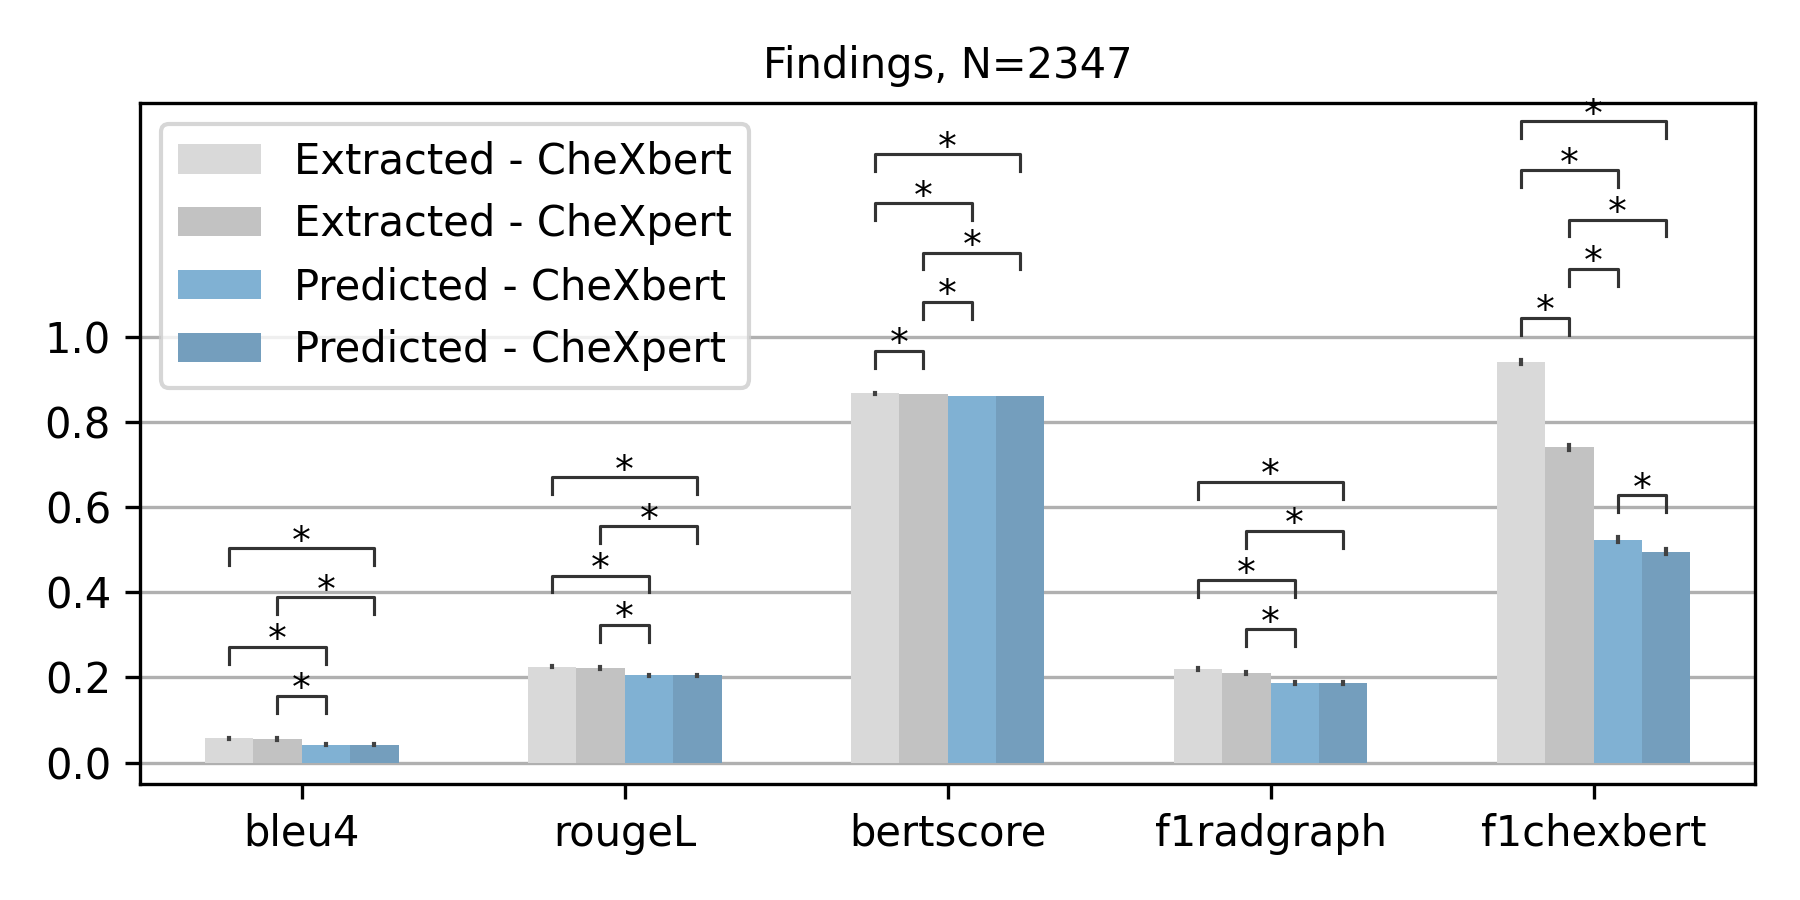 Findings, N=2347
Extracted - CheXbert
Extracted - CheXpert
Predicted - CheXbert
Predicted - CheXpert
1.0
0.8
0.6
0.4
0.2
0.0
* * * *
* * * *
* * * * *
* * * *
* * * * * *
bleu4 rougeL bertscore f1radgraph f1chexbert